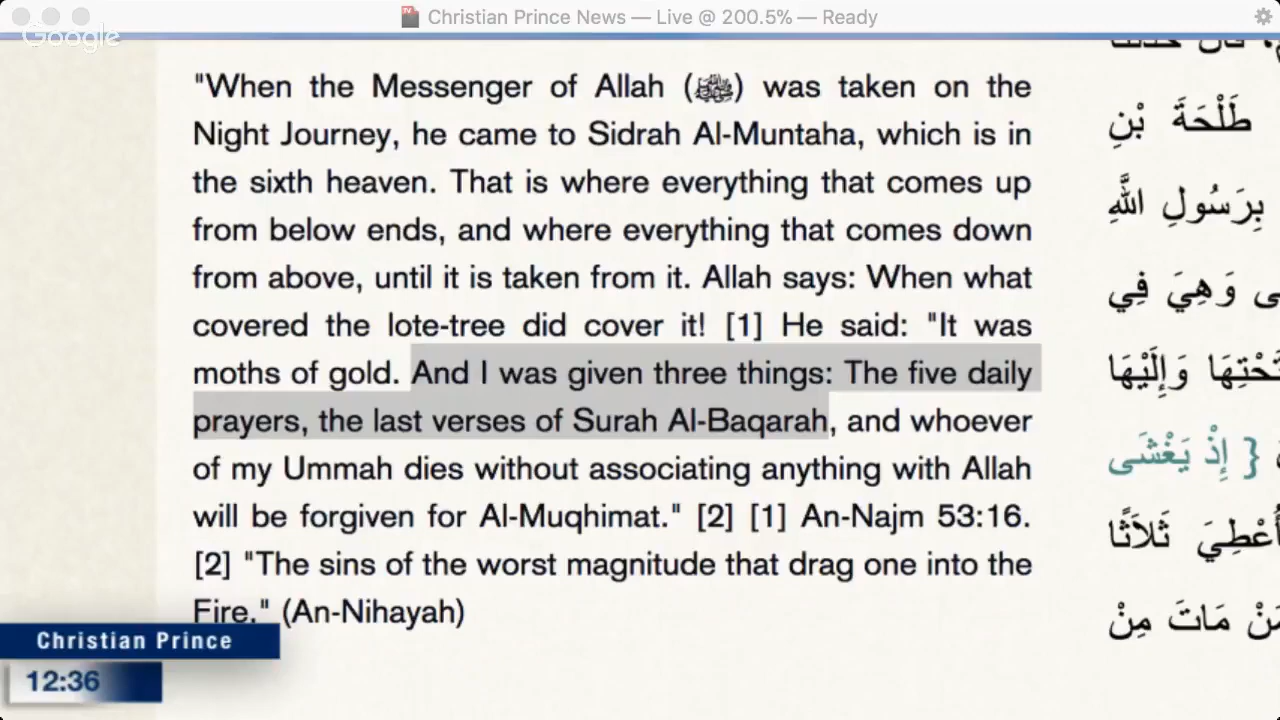 Christian Prince News — Live @ 200.5% — Ready
Google
"When the Messenger of Allah (ﷺ) was taken on the
Night Journey, he came to Sidrah Al-Muntaha, which is in
the sixth heaven. That is where everything that comes up
from below ends, and where everything that comes down
from above, until it is taken from it. Allah says: When what
covered the lote-tree did cover it! [1] He said: "It was
moths of gold. And I was given three things: The five daily
prayers, the last verses of Surah Al-Baqarah, and whoever
of my Ummah dies without associating anything with Allah
will be forgiven for Al-Muqhimat." [2] [1] An-Najm 53:16.
[2] "The sins of the worst magnitude that drag one into the
Fire." (An-Nihayah)
طَلْحَةَ بْنِ
بِرَسُولِ اللَّهِ
وَهِيَ فِي
وَإِلَيْهَا
{ إِذْ يَغْشَى
أُعْطِيَ ثَلاَثًا
مَنْ مَاتَ مِنْ
Christian Prince
12:36